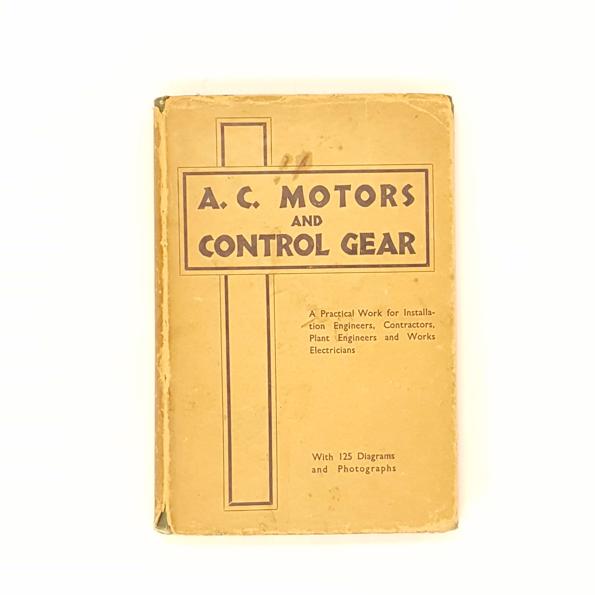 A. C. MOTORS
AND
CONTROL GEAR
A Practical Work for Installa-
tion Engineers, Contractors,
Plant Engineers and Works
Electricians
With 125 Diagrams
and Photographs